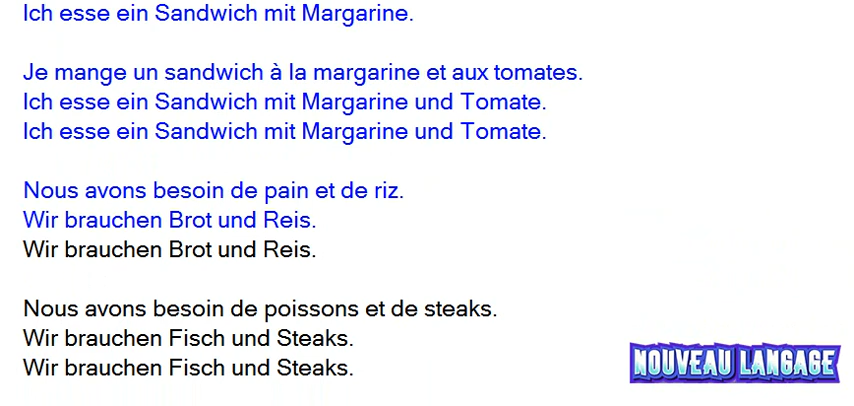 Ich esse ein Sandwich mit Margarine.
Je mange un sandwich à la margarine et aux tomates.
Ich esse ein Sandwich mit Margarine und Tomate.
Ich esse ein Sandwich mit Margarine und Tomate.
Nous avons besoin de pain et de riz.
Wir brauchen Brot und Reis.
Wir brauchen Brot und Reis.
Nous avons besoin de poissons et de steaks.
Wir brauchen Fisch und Steaks.
Wir brauchen Fisch und Steaks.
NOUVEAU LANGAGE